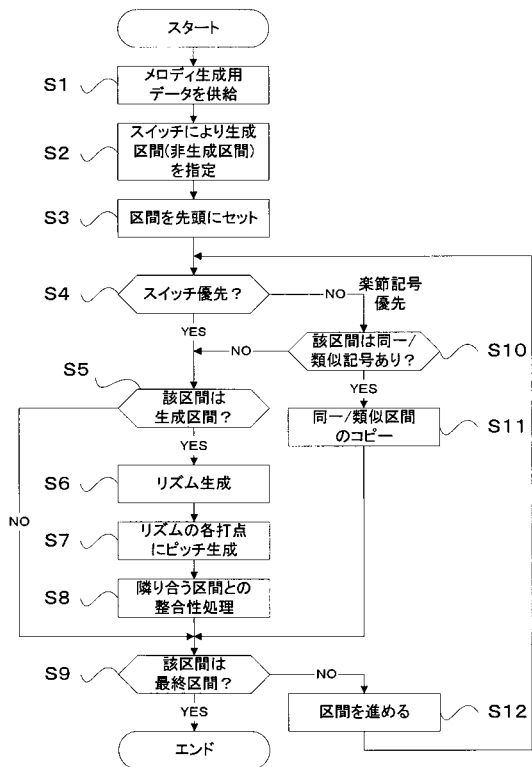 スタート
S1
メロディ生成用
データを供給
S2
スイッチにより生成
区間(非生成区間)
を指定
S3
区間を先頭にセット
S4
スイッチ優先?
NO
楽節記号
優先
YES
S10
該区間は同一/
類似記号あり?
NO
YES
S5
該区間は
生成区間?
S11
同一/類似区間
のコピー
YES
NO
S6
リズム生成
S7
リズムの各打点
にピッチ生成
S8
隣り合う区間との
整合性処理
S9
該区間は
最終区間?
NO
YES
S12
区間を進める
エンド